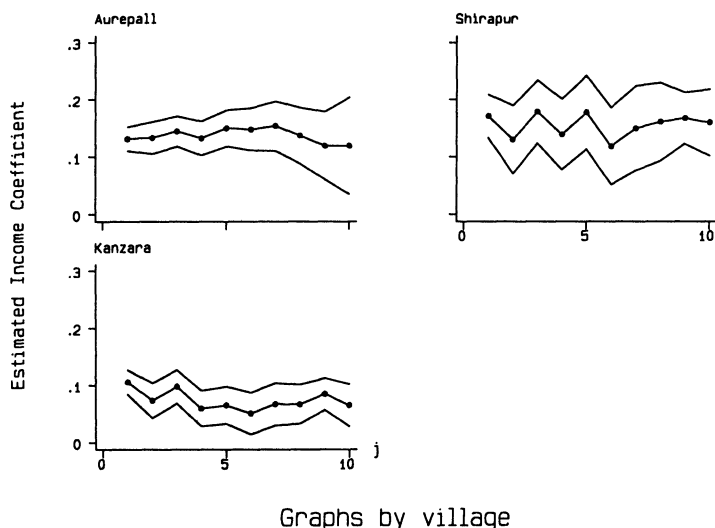 Aurepall
Shirapur
.3
.2
.1
0
0
5
10
Kanzara
.3
.2
.1
0
0
5
10
j
Estimated Income Coefficient
Graphs by village